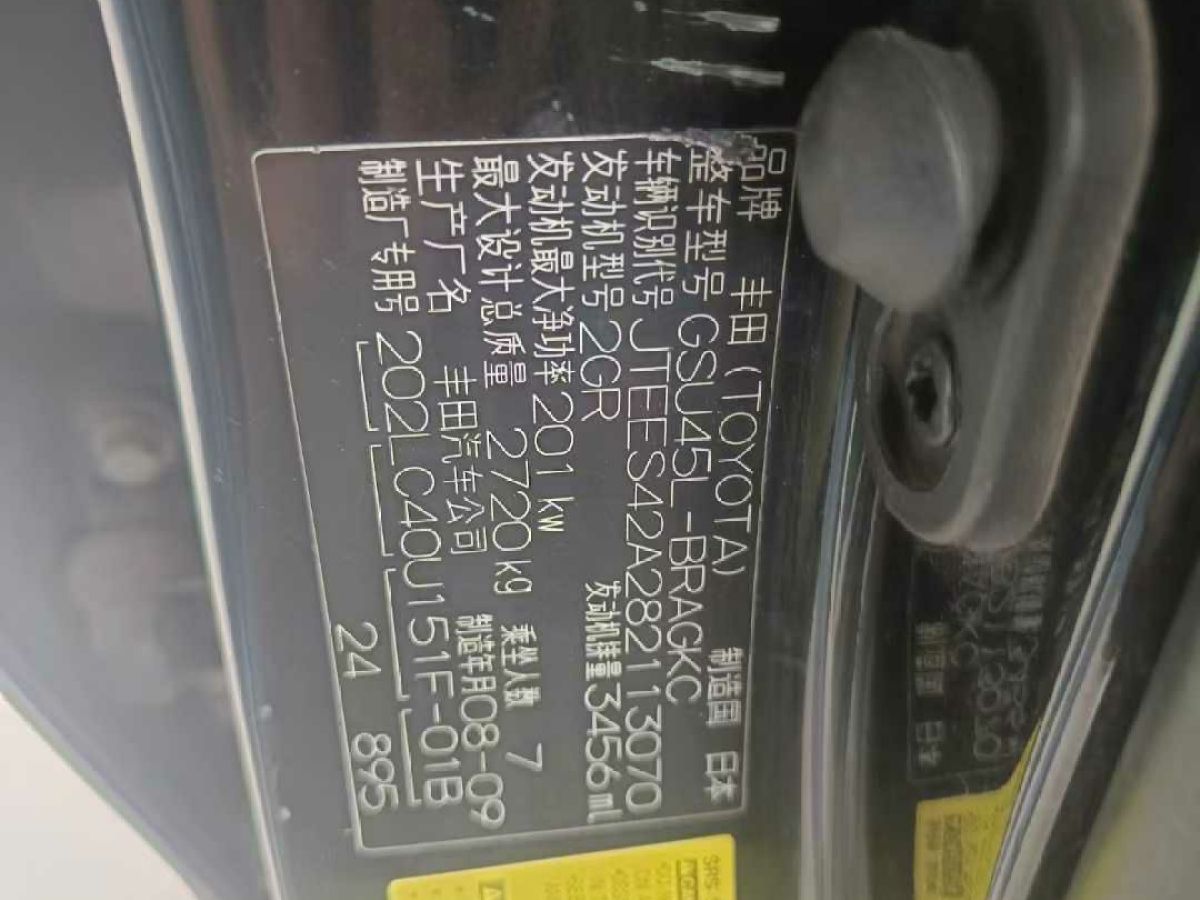 品牌 丰田 (TOYOTA) 制造国 日本
整车型号 GSU45L-BRAGKC
车辆识别代号 JTEES42A282113070
发动机型号 2GR 发动机排量 3456ml
发动机最大净功率 201kW
最大设计总质量 2720kg 乘坐人数 7
生产厂名 丰田汽车公司 制造年月 08-09
制造厂专用号 202LC40U151F-01B
24 895
SRS